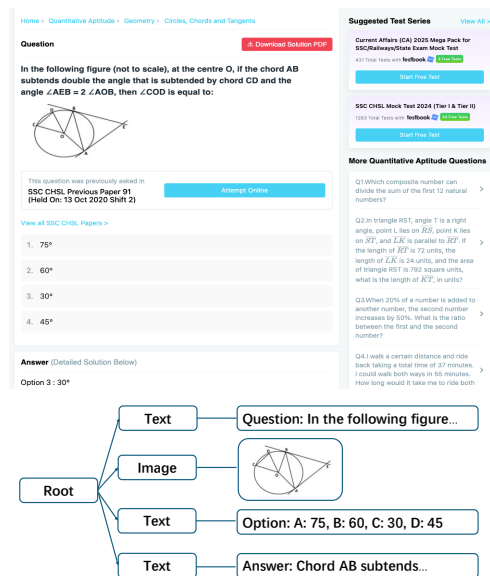 Home > Quantitative Aptitude > Geometry > Circles, Chords and Tangents
Question
Download Solution PDF
In the following figure (not to scale), at the centre O, if the chord AB
subtends double the angle that is subtended by chord CD and the
angle ∠AEB = 2 ∠AOB, then ∠COD is equal to:
This question was previously asked in
SSC CHSL Previous Paper 91
(Held On: 13 Oct 2020 Shift 2)
Attempt Online
View all SSC CHSL Papers >
1. 75°
2. 60°
3. 30°
4. 45°
Answer (Detailed Solution Below)
Option 3 : 30°
Suggested Test Series
View All >
Current Affairs (CA) 2025 Mega Pack for
SSC/Railways/State Exam Mock Test
431 Total Tests with testbook 4 Free Tests
Start Free Test
SSC CHSL Mock Test 2024 (Tier I & Tier II)
1263 Total Tests with testbook 24 Free Tests
Start Free Test
More Quantitative Aptitude Questions
Q1.Which composite number can
divide the sum of the first 12 natural
numbers?
Q2.In triangle RST, angle T is a right
angle, point L lies on RS, point K lies
on ST, and LK is parallel to RT. If
the length of RT is 72 units, the
length of LK is 24 units, and the area
of triangle RST is 792 square units,
what is the length of KT, in units?
Q3.When 20% of a number is added to
another number, the second number
increases by 50%. What is the ratio
between the first and the second
number?
Q4.I walk a certain distance and ride
back taking a total time of 37 minutes.
I could walk both ways in 55 minutes.
How long would it take me to ride both
Root
Text
Question: In the following figure...
Image
Text
Option: A: 75, B: 60, C: 30, D: 45
Text
Answer: Chord AB subtends...